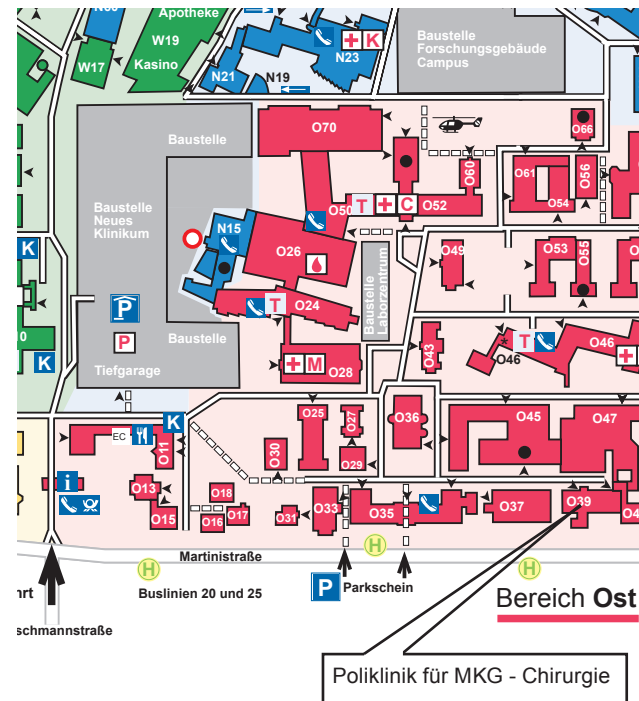 Apotheke
W19
Kasino
W17
N21
N19
N23
K
Baustelle
Forschungsgebäude
Campus
Baustelle
O70
O66
O60
O61
O56
O54
O50
T
C
O52
Baustelle
Neues
Klinikum
N15
O26
O49
O53
O55
K
Baustelle
Laborzentrum
T
O24
P
P
Baustelle
T
O46
O46
*
O43
K
Tiefgarage
M
O28
O25
O27
O36
O45
O47
K
EC
O11
O30
O29
i
O13
O18
O15
O16
O17
O31
O33
O35
O37
O39
Martinistraße
H
H
H
Buslinien 20 und 25
P
Parkschein
Bereich Ost
schmannstraße
Poliklinik für MKG - Chirurgie